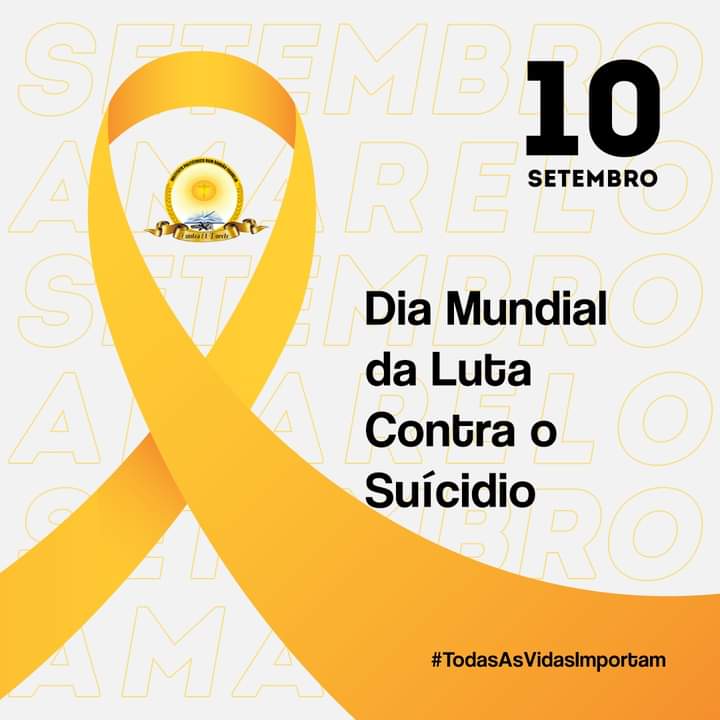 SETEMBRO
AMARELO
SETEMBRO
AMARELO
SETEMBRO
AMA
10
SETEMBRO
Dia Mundial
da Luta
Contra o
Suícidio
#TodasAsVidasImportam